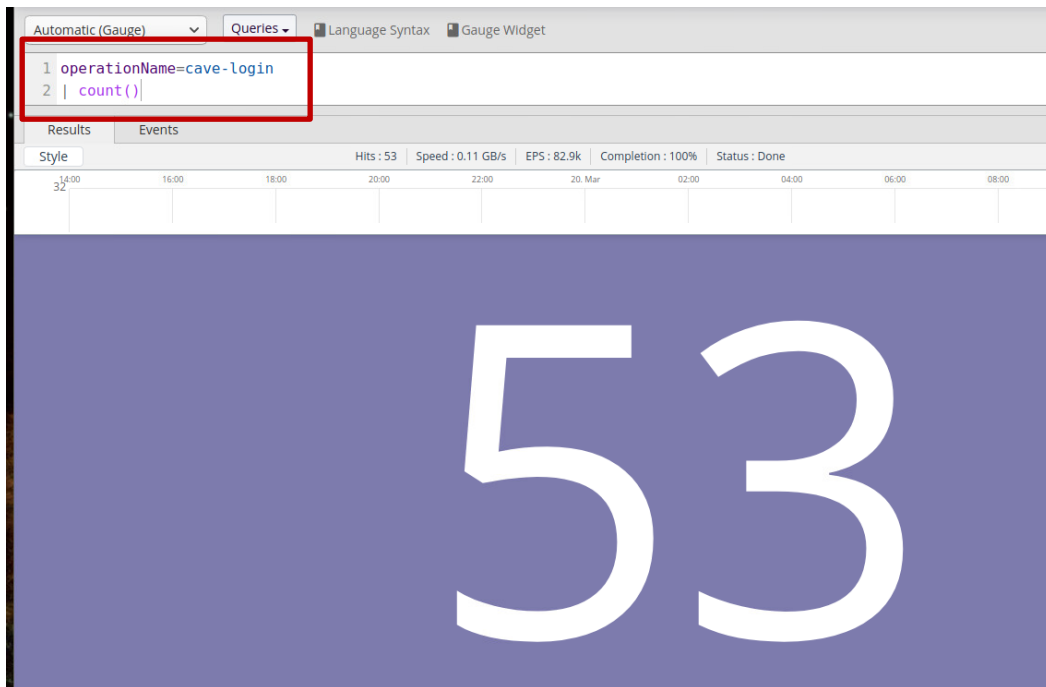 Automatic (Gauge) Queries Language Syntax Gauge Widget
1 operationName=cave-login
2 | count()
Results Events
Style Hits : 53 Speed : 0.11 GB/s EPS : 82.9k Completion : 100% Status : Done
14:00 16:00 18:00 20:00 22:00 20. Mar 02:00 04:00 06:00 08:00
32
53